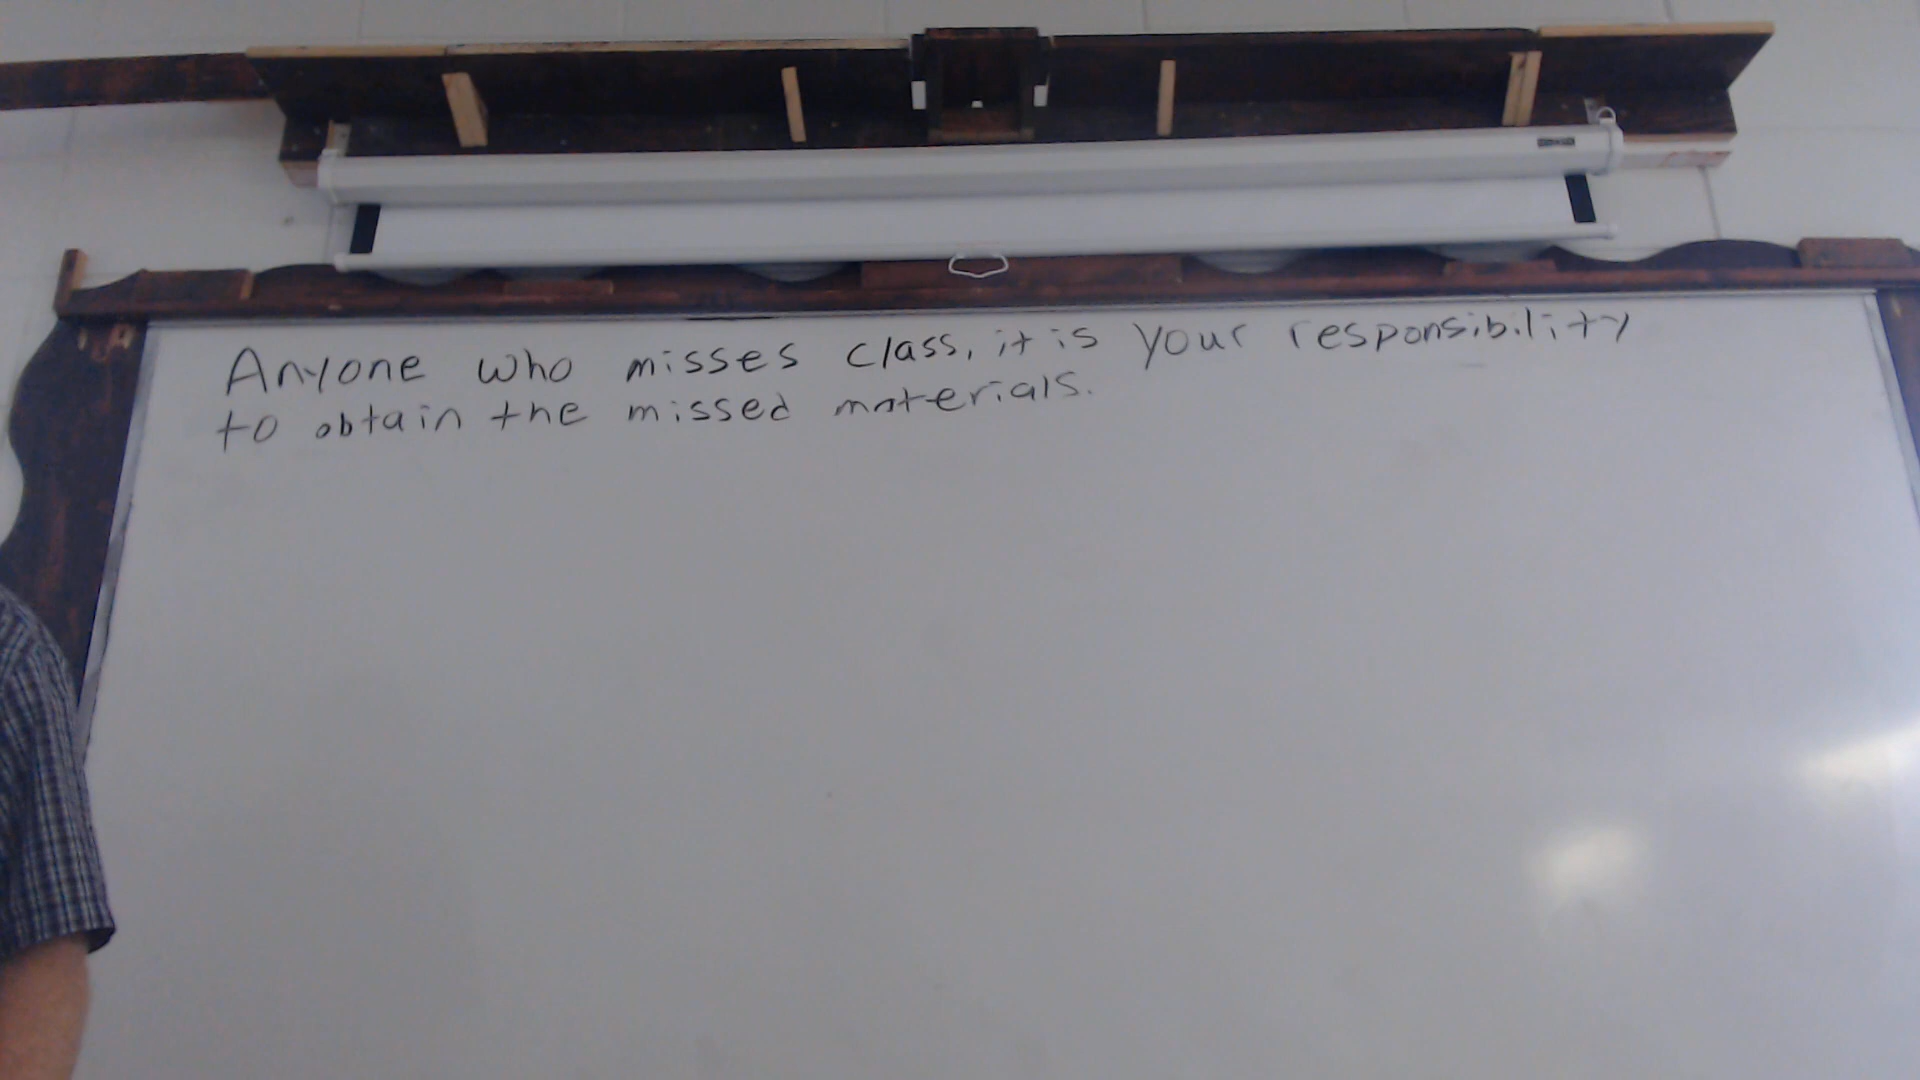 Anyone who misses class, it is your responsibility
to obtain the missed materials.